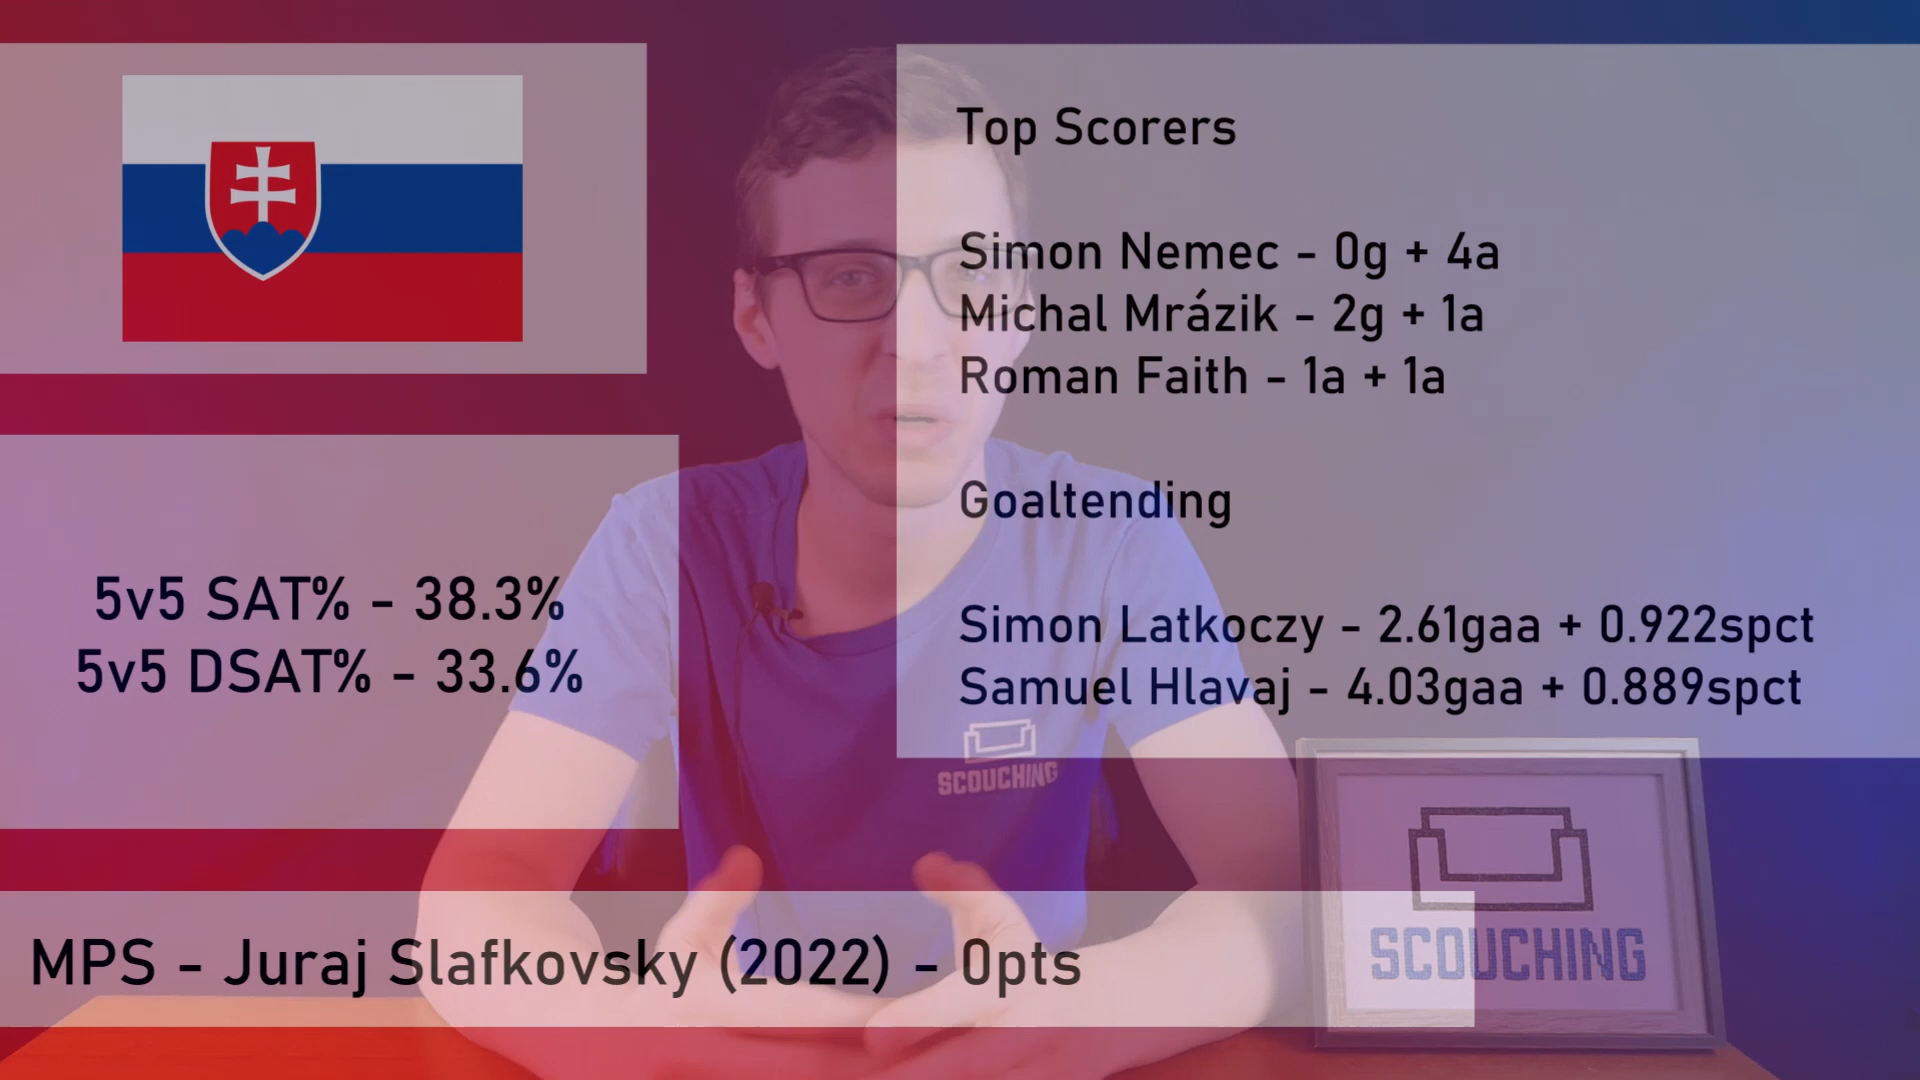 Top Scorers
Simon Nemec - 0g + 4a
Michal Mrázik - 2g + 1a
Roman Faith - 1a + 1a
Goaltending
Simon Latkoczy - 2.61gaa + 0.922spct
Samuel Hlavaj - 4.03gaa + 0.889spct
5v5 SAT% - 38.3%
5v5 DSAT% - 33.6%
SCOUCHING
MPS - Juraj Slafkovsky (2022) - 0pts
SCOUCHING